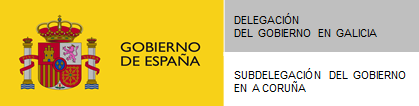 GOBIERNO
DE ESPAÑA
DELEGACIÓN
DEL GOBIERNO EN GALICIA
SUBDELEGACIÓN DEL GOBIERNO
EN A CORUÑA